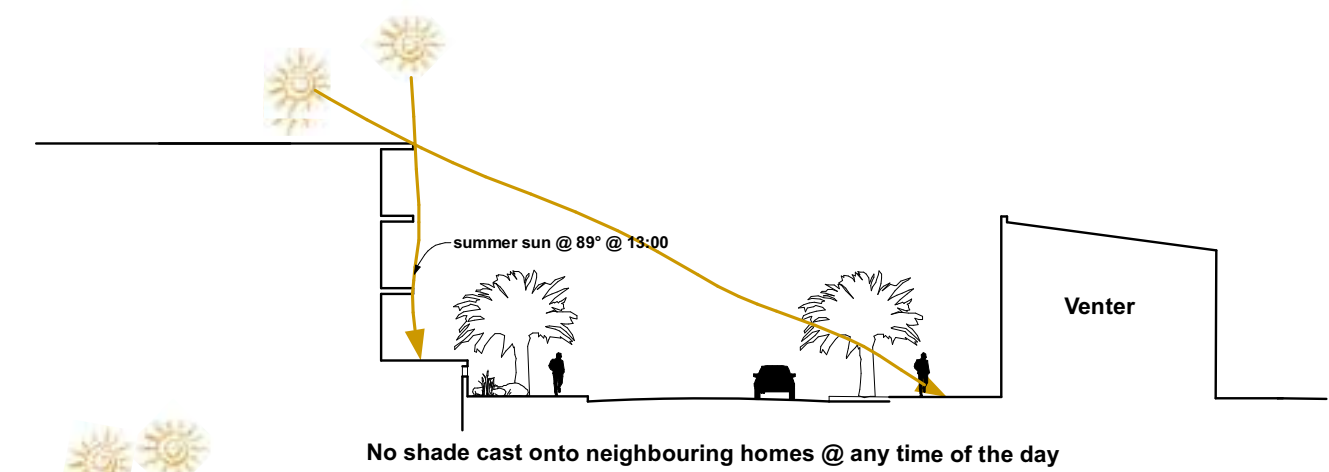 summer sun @ 89° @ 13:00
Venter
No shade cast onto neighbouring homes @ any time of the day